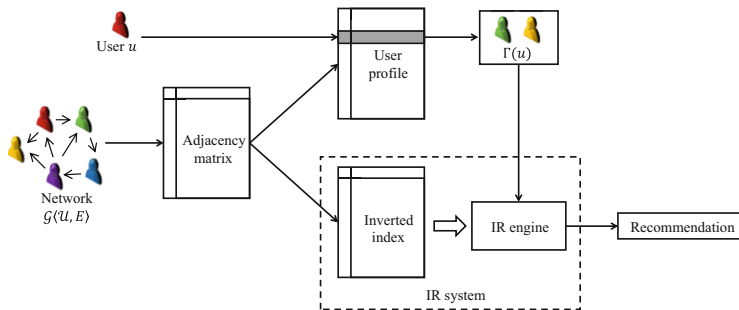 User u
User
profile
Γ(u)
Adjacency
matrix
Network
𝒢⟨𝒰, E⟩
Inverted
index
IR engine
Recommendation
IR system